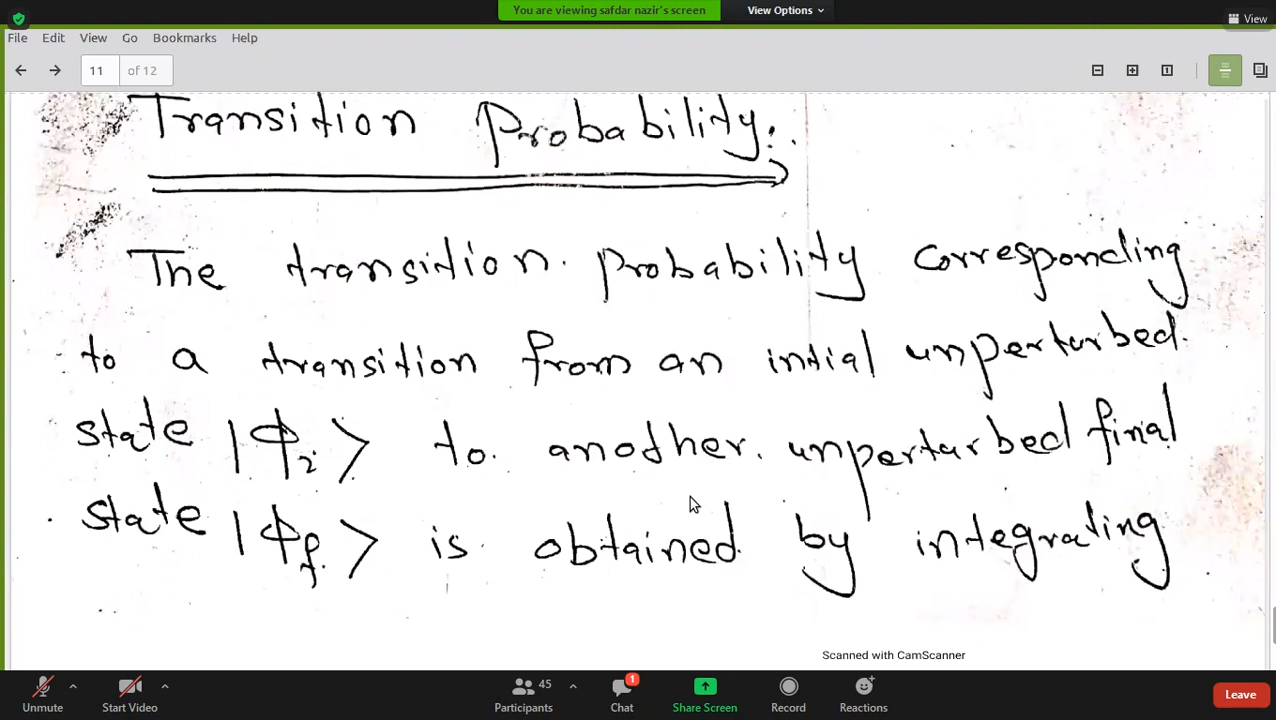 You are viewing safdar nazir's screen
View Options
View
File Edit View Go Bookmarks Help
11 of 12
Transition Probability:
The transition probability corresponding
to a transition from an intial unperturbed
state |Φi> to another unperturbed final
state |Φf> is obtained by integrating
Scanned with CamScanner
Unmute
Start Video
45
Participants
1
Chat
Share Screen
Record
Reactions
Leave